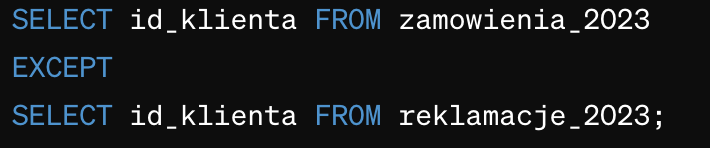 SELECT id_klienta FROM zamowienia_2023
EXCEPT
SELECT id_klienta FROM reklamacje_2023;